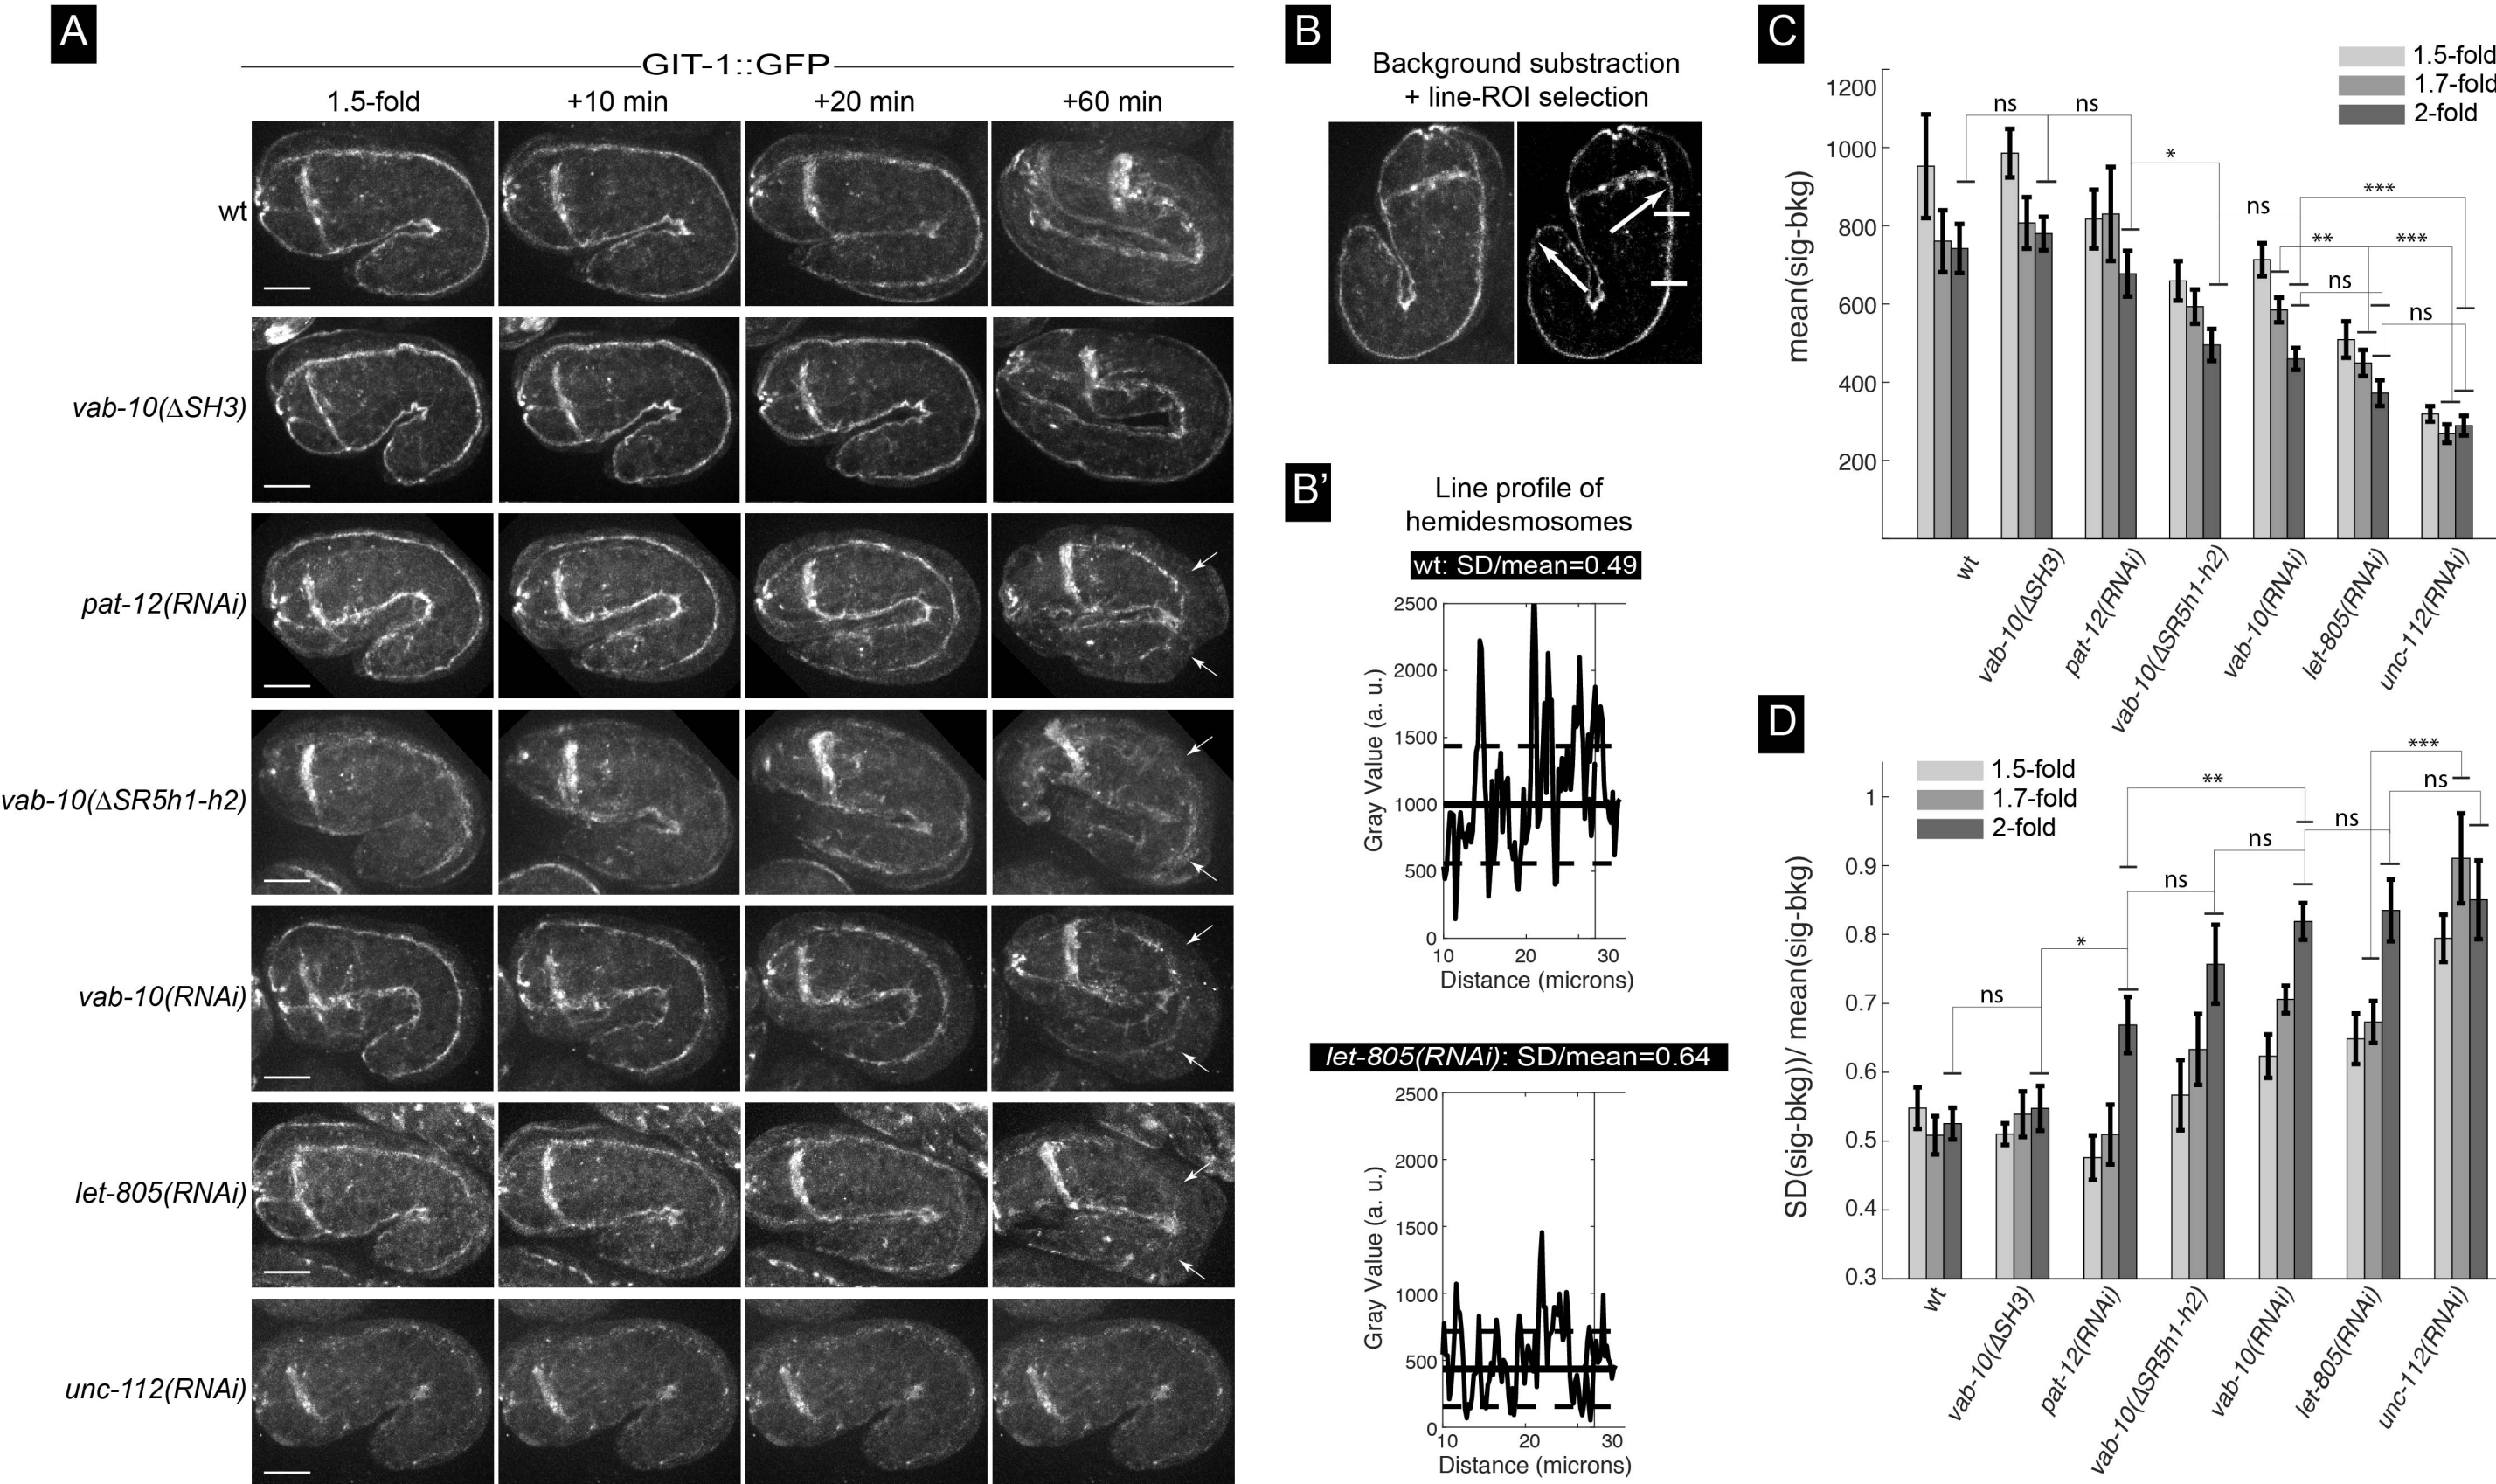 A
GIT-1::GFP
1.5-fold
+10 min
+20 min
+60 min
wt
vab-10(ΔSH3)
pat-12(RNAi)
vab-10(ΔSR5h1-h2)
vab-10(RNAi)
let-805(RNAi)
unc-112(RNAi)
B
Background substraction
+ line-ROI selection
B’
Line profile of
hemidesmosomes
wt: SD/mean=0.49
Gray Value (a. u.)
2500
2000
1500
1000
500
0
10
20
30
Distance (microns)
let-805(RNAi): SD/mean=0.64
Gray Value (a. u.)
2500
2000
1500
1000
500
0
10
20
30
Distance (microns)
C
1.5-fold
1.7-fold
2-fold
mean(sig-bkg)
1200
1000
800
600
400
200
ns
ns
*
ns
***
**
***
ns
ns
wt
vab-10(ΔSH3)
pat-12(RNAi)
vab-10(ΔSR5h1-h2)
vab-10(RNAi)
let-805(RNAi)
unc-112(RNAi)
D
1.5-fold
1.7-fold
2-fold
SD(sig-bkg))/ mean(sig-bkg)
1
0.9
0.8
0.7
0.6
0.5
0.4
0.3
ns
*
ns
**
ns
ns
***
ns
wt
vab-10(ΔSH3)
pat-12(RNAi)
vab-10(ΔSR5h1-h2)
vab-10(RNAi)
let-805(RNAi)
unc-112(RNAi)